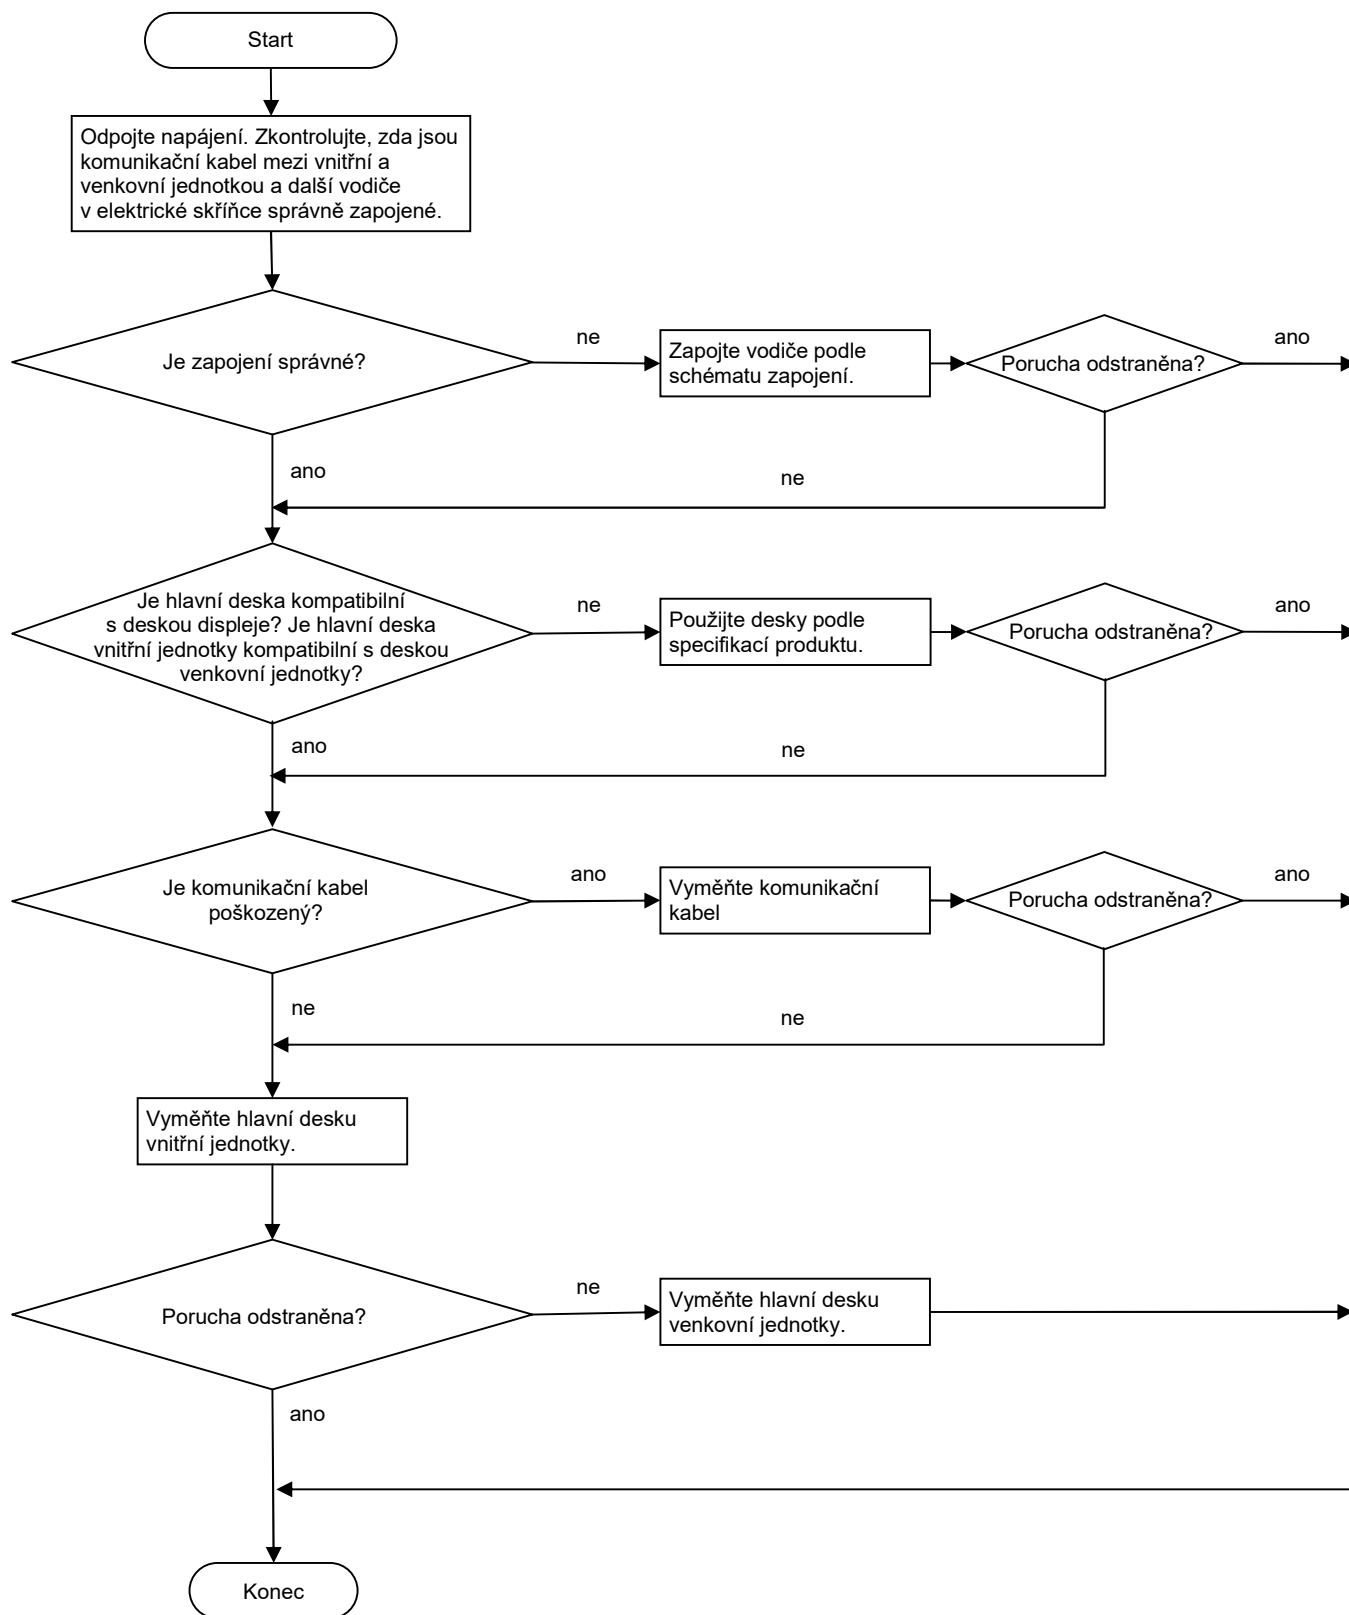 Start
Odpojte napájení. Zkontrolujte, zda jsou
komunikační kabel mezi vnitřní a
venkovní jednotkou a další vodiče
v elektrické skříňce správně zapojené.
Je zapojení správné?
ne
Zapojte vodiče podle
schématu zapojení.
Porucha odstraněna?
ano
ano
ne
Je hlavní deska kompatibilní
s deskou displeje? Je hlavní deska
vnitřní jednotky kompatibilní s deskou
venkovní jednotky?
ne
Použijte desky podle
specifikací produktu.
Porucha odstraněna?
ano
ano
ne
Je komunikační kabel
poškozený?
ano
Vyměňte komunikační
kabel
Porucha odstraněna?
ano
ne
ne
Vyměňte hlavní desku
vnitřní jednotky.
Porucha odstraněna?
ne
Vyměňte hlavní desku
venkovní jednotky.
ano
Konec